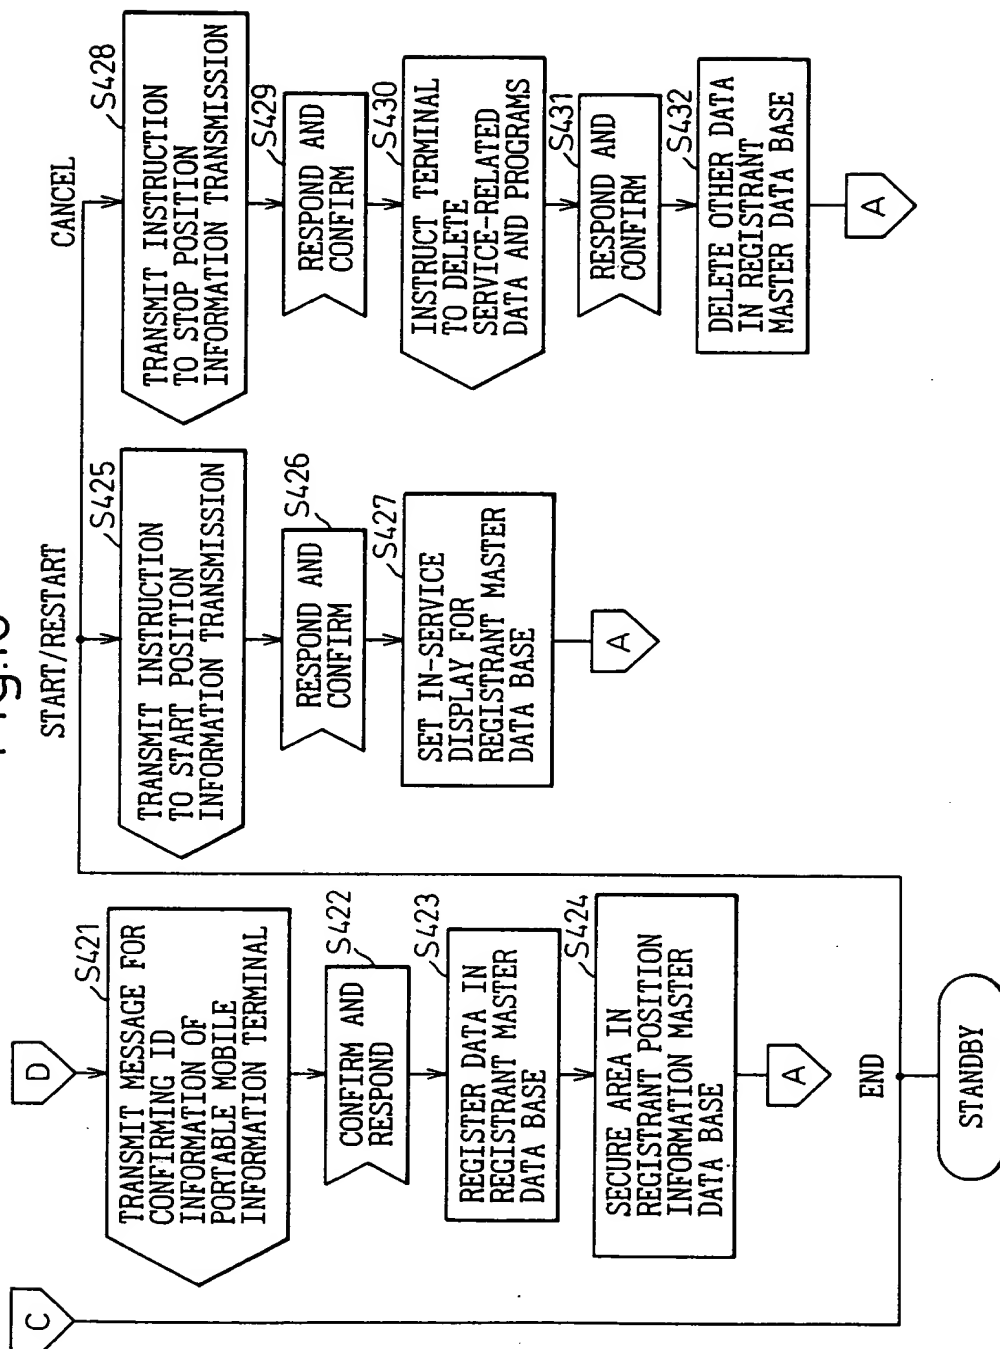 START/RESTART
CANCEL
C
D
S421
TRANSMIT MESSAGE FOR
CONFIRMING ID
INFORMATION OF
PORTABLE MOBILE
INFORMATION TERMINAL
S422
CONFIRM AND
RESPOND
S423
REGISTER DATA IN
REGISTRANT MASTER
DATA BASE
S424
SECURE AREA IN
REGISTRANT POSITION
INFORMATION MASTER
DATA BASE
A
S425
TRANSMIT INSTRUCTION
TO START POSITION
INFORMATION TRANSMISSION
S426
RESPOND AND
CONFIRM
S427
SET IN-SERVICE
DISPLAY FOR
REGISTRANT MASTER
DATA BASE
A
S428
TRANSMIT INSTRUCTION
TO STOP POSITION
INFORMATION TRANSMISSION
S429
RESPOND AND
CONFIRM
S430
INSTRUCT TERMINAL
TO DELETE
SERVICE-RELATED
DATA AND PROGRAMS
S431
RESPOND AND
CONFIRM
S432
DELETE OTHER DATA
IN REGISTRANT
MASTER DATA BASE
A
END
STANDBY